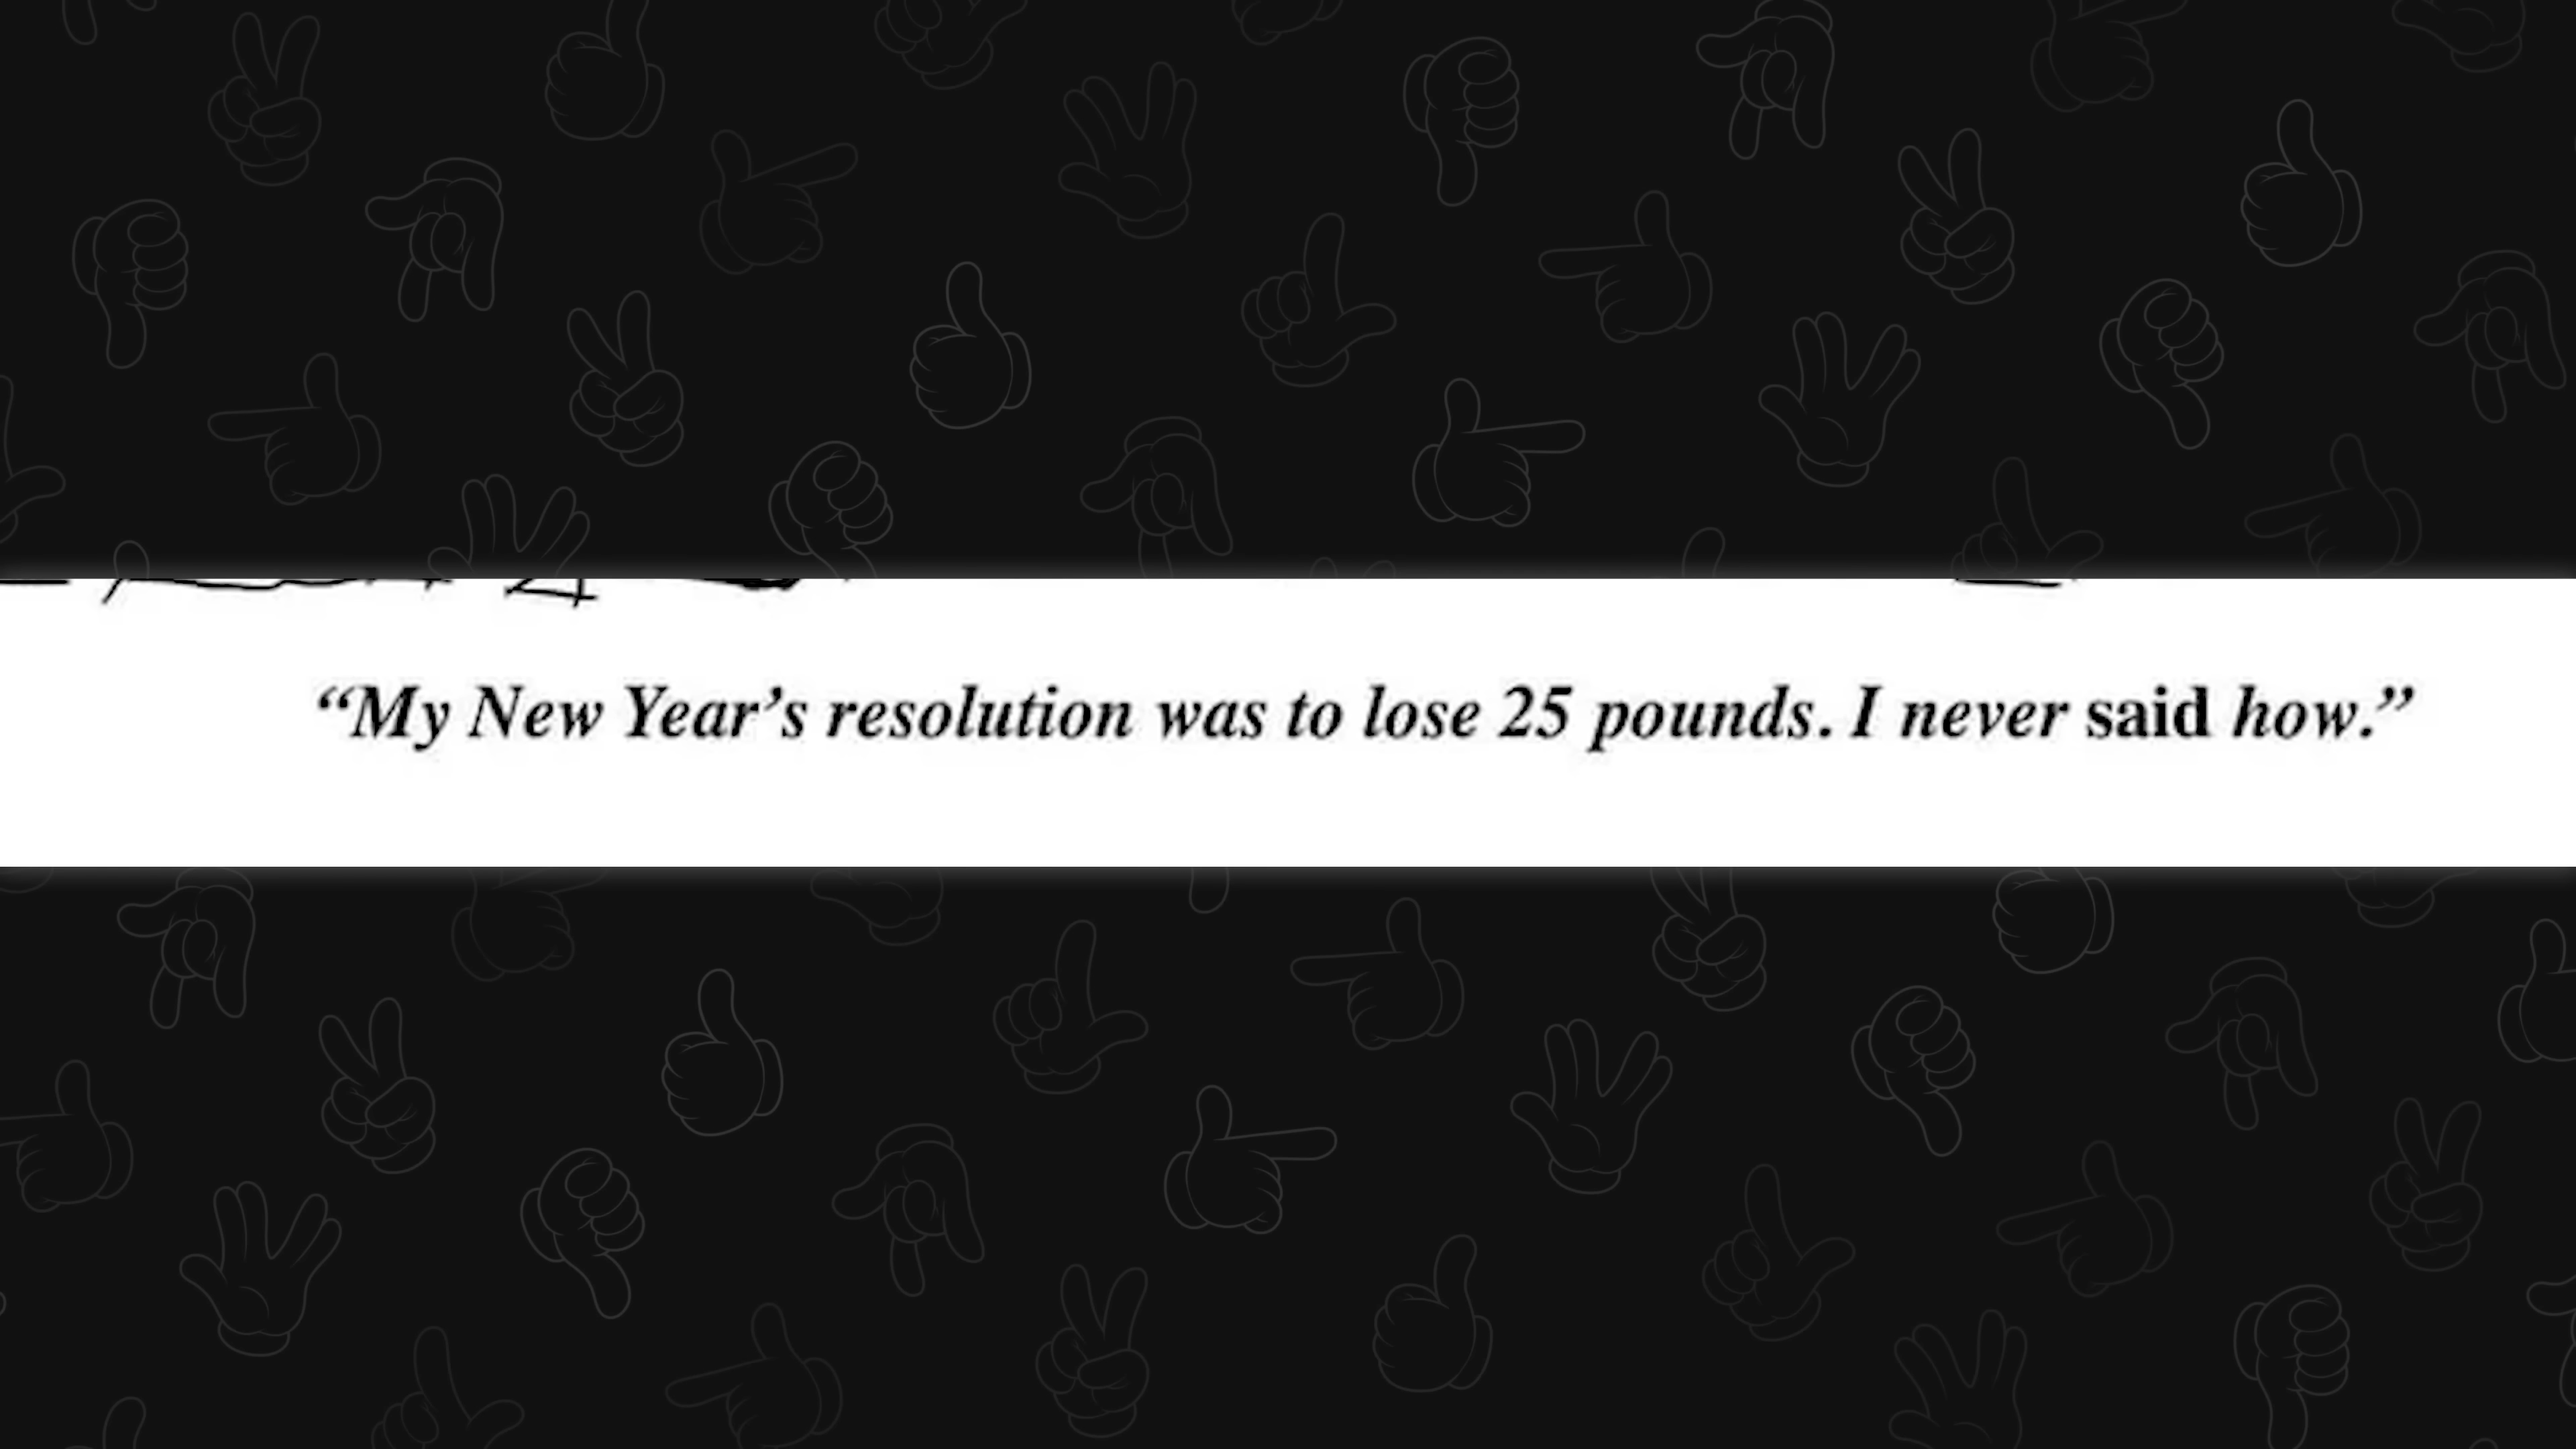 “My New Year’s resolution was to lose 25 pounds. I never said how.”